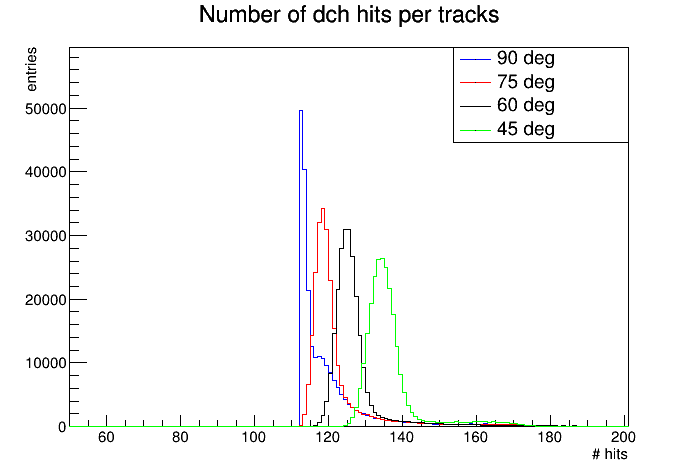 Number of dch hits per tracks
entries
90 deg
75 deg
60 deg
45 deg
50000
40000
30000
20000
10000
0
60 80 100 120 140 160 180 200
# hits